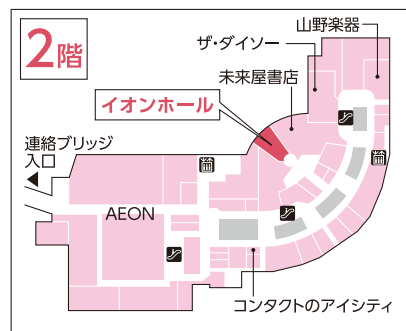 2階
山野楽器
ザ・ダイソー
未来屋書店
イオンホール
連絡ブリッジ
入口
AEON
コンタクトのアイシティ